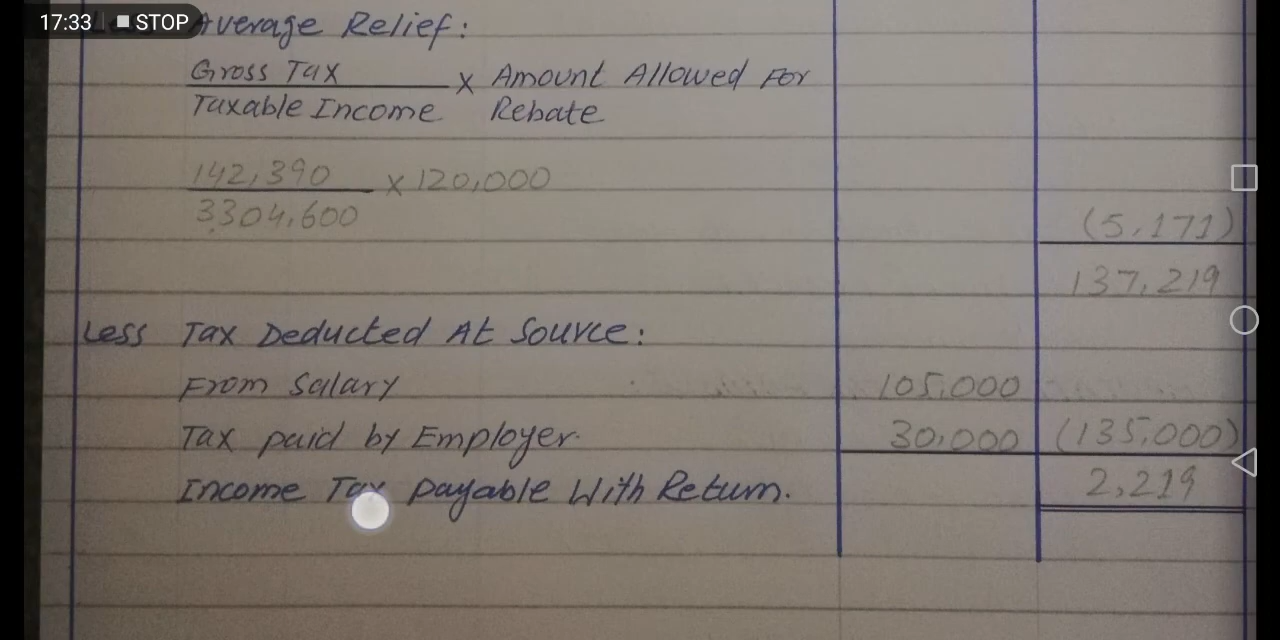 17:33 STOP
Average Relief:
Gross Tax × Amount Allowed For
Taxable Income Rebate
142,390 × 120,000
3304,600
(5,171)
137,219
Less Tax Deducted At Source:
From Salary 105,000
Tax paid by Employer. 30,000 (135,000)
Income Tax Payable With Return. 2,219